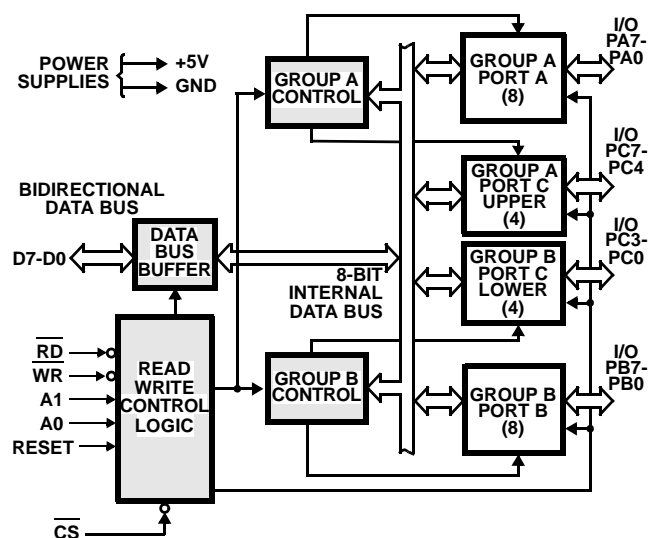 POWER
SUPPLIES
+5V
GND
GROUP A
CONTROL
GROUP A
PORT A
(8)
I/O
PA7-
PA0
GROUP A
PORT C
UPPER
(4)
I/O
PC7-
PC4
BIDIRECTIONAL
DATA BUS
D7-D0
DATA
BUS
BUFFER
8-BIT
INTERNAL
DATA BUS
GROUP B
PORT C
LOWER
(4)
I/O
PC3-
PC0
RD
WR
A1
A0
RESET
CS
READ
WRITE
CONTROL
LOGIC
GROUP B
CONTROL
GROUP B
PORT B
(8)
I/O
PB7-
PB0